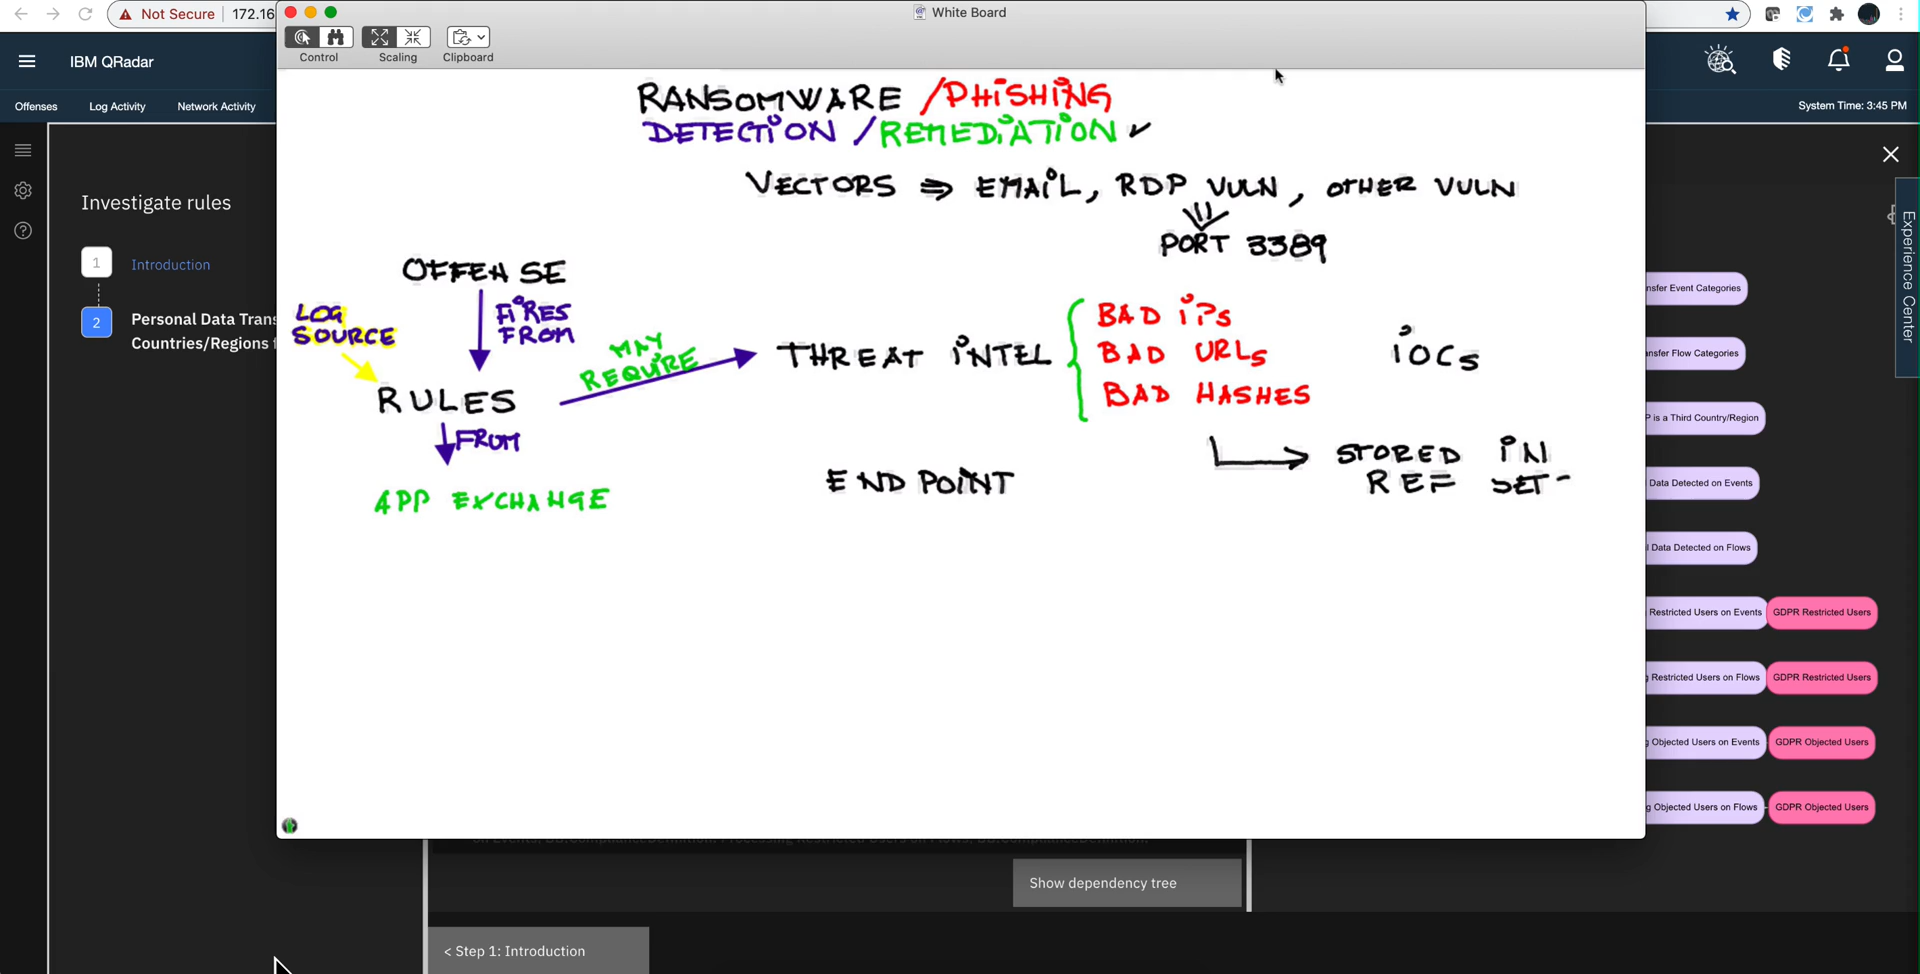 Not Secure
172.16
White Board
Control
Scaling
Clipboard
IBM QRadar
Offenses
Log Activity
Network Activity
System Time: 3:45 PM
RANSOMWARE /PHISHING
DETECTION /REMEDIATION ✓
VECTORS ⇒ EMAIL, RDP VULN, OTHER VULN
PORT 3389
Investigate rules
1
Introduction
2
Personal Data Trans
Countries/Regions f
OFFENSE
LOG
SOURCE
FIRES
FROM
RULES
MAY
REQUIRE
THREAT INTEL
BAD IPs
BAD URLs
BAD HASHES
IOCs
FROM
APP EXCHANGE
END POINT
STORED IN
REF SET
Experience Center
nsfer Event Categories
ansfer Flow Categories
P is a Third Country/Region
Data Detected on Events
l Data Detected on Flows
Restricted Users on Events
GDPR Restricted Users
g Restricted Users on Flows
GDPR Restricted Users
g Objected Users on Events
GDPR Objected Users
g Objected Users on Flows
GDPR Objected Users
Show dependency tree
< Step 1: Introduction